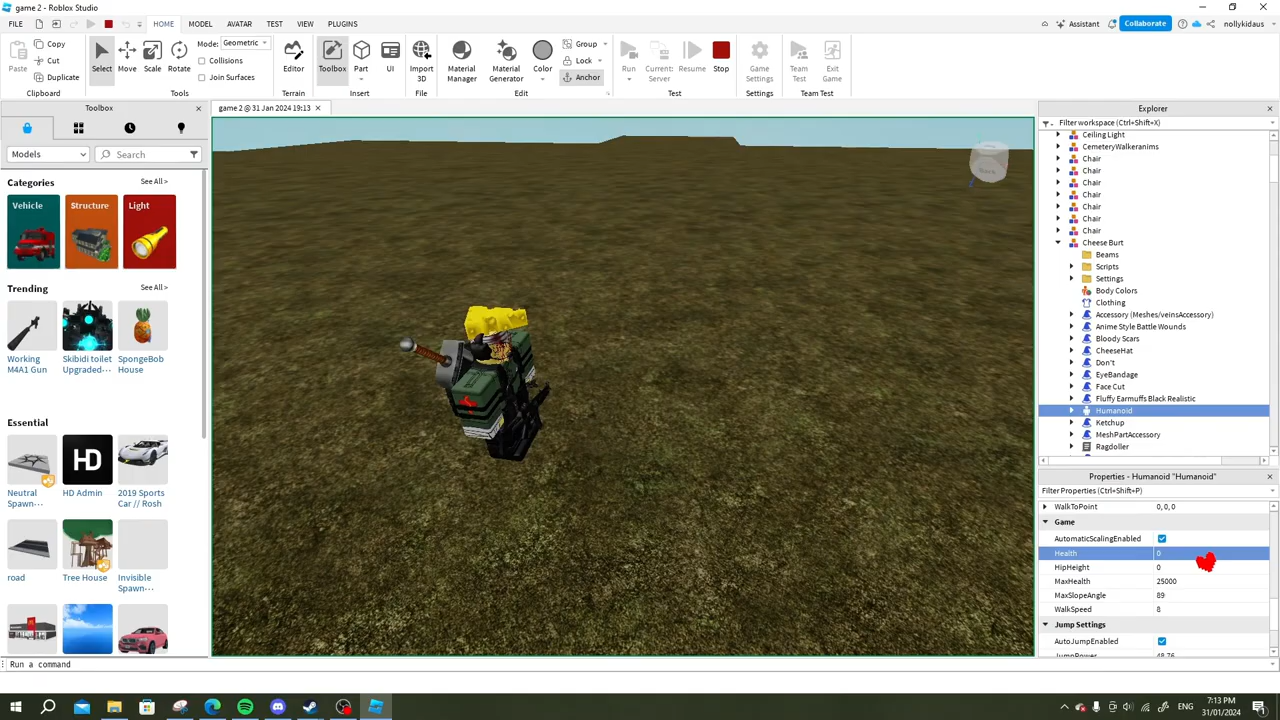 game 2 - Roblox Studio
FILE
HOME MODEL AVATAR TEST VIEW PLUGINS
Assistant Collaborate nollykidaus
Paste Copy Cut Duplicate Clipboard
Select Move Scale Rotate Mode: Geometric Collisions Join Surfaces Tools
Editor Terrain
Toolbox Part UI Insert
Import 3D File
Material Manager Material Generator Color Group Lock Anchor Edit
Run Current: Server Resume Stop Test
Game Settings Settings
Team Test Exit Game Team Test
Toolbox
Models Search
Categories See All >
Vehicle Structure Light
Trending See All >
Working M4A1 Gun
Skibidi toilet Upgraded···
SpongeBob House
Essential See All >
HD
Neutral Spawn···
HD Admin
2019 Sports Car // Rosh
road
Tree House
Invisible Spawn···
game 2 @ 31 Jan 2024 19:13
Back
Explorer
Filter workspace (Ctrl+Shift+X)
Ceiling Light
CemeteryWalkeranims
Chair
Chair
Chair
Chair
Chair
Chair
Chair
Cheese Burt
Beams
Scripts
Settings
Body Colors
Clothing
Accessory (Meshes/veinsAccessory)
Anime Style Battle Wounds
Bloody Scars
CheeseHat
Don't
EyeBandage
Face Cut
Fluffy Earmuffs Black Realistic
Humanoid
Ketchup
MeshPartAccessory
Ragdoller
Properties - Humanoid "Humanoid"
Filter Properties (Ctrl+Shift+P)
WalkToPoint 0, 0, 0
Game
AutomaticScalingEnabled
Health 0
HipHeight 0
MaxHealth 25000
MaxSlopeAngle 89
WalkSpeed 8
Jump Settings
AutoJumpEnabled
JumpPower 48.76
Run a command
ENG
7:13 PM
31/01/2024